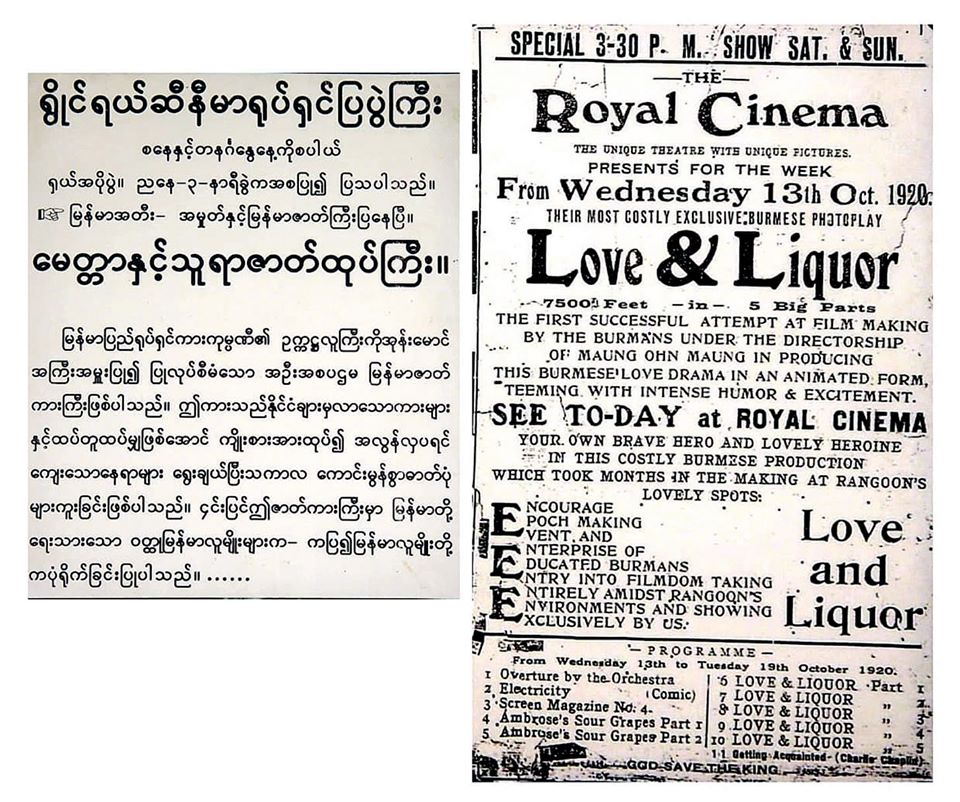 ရွိုင်ရယ်ဆီနီမာရုပ်ရှင်ပြပွဲကြီး
စနေနှင့်တနင်္ဂနွေနေ့ကိုစပါယ်
ရှယ်အပိုပွဲ။ ညနေ-၃-နာရီခွဲကအစပြု၍ ပြသပါသည်။
☞ မြန်မာအတီး- အမှုတ်နှင့်မြန်မာဇာတ်ကြီးပြနေပြီ။
မေတ္တာနှင့်သူရာဇာတ်ထုပ်ကြီး။
မြန်မာပြည်ရုပ်ရှင်ကားကုမ္ပဏီ၏ ဥက္ကဋ္ဌလူကြီးကိုအုန်းမောင်
အကြီးအမှူးပြု၍ ပြုလုပ်စီမံသော အဦးအစပဌမ မြန်မာဇာတ်
ကားကြီးဖြစ်ပါသည်။ ဤကားသည်နိုင်ငံခြားမှလာသောကားများ
နှင့်ထပ်တူထပ်မျှဖြစ်အောင် ကျိုးစားအားထုပ်၍ အလွန်လှပရင်
ကျေးသောနေရာများ ရွေးချယ်ပြီးသကာလ ကောင်းမွန်စွာဓာတ်ပုံ
များကူးခြင်းဖြစ်ပါသည်။ ၎င်းပြင်ဤဇာတ်ကားကြီးမှာ မြန်မာတို့
ရေးသားသော ဝတ္ထုမြန်မာလူမျိုးများက- ကပြ၍မြန်မာလူမျိုးတို့
ကပုံရိုက်ခြင်းပြုပါသည်။ ......
SPECIAL 3-30 P. M. SHOW SAT. & SUN.
—THE—
Royal Cinema
THE UNIQUE THEATRE WITH UNIQUE PICTURES.
PRESENTS FOR THE WEEK
From Wednesday 13th Oct. 1920.
THEIR MOST COSTLY EXCLUSIVE BURMESE PHOTOPLAY
Love & Liquor
7500 Feet —in—. 5 Big Parts
THE FIRST SUCCESSFUL ATTEMPT AT FILM MAKING
BY THE BURMANS UNDER THE DIRECTORSHIP
OF MAUNG OHN MAUNG IN PRODUCING
THIS BURMESE LOVE DRAMA IN AN ANIMATED FORM,
TEEMING WITH INTENSE HUMOR & EXCITEMENT.
SEE TO-DAY at ROYAL CINEMA
YOUR OWN BRAVE HERO AND LOVELY HEROINE
IN THIS COSTLY BURMESE PRODUCTION
WHICH TOOK MONTHS IN THE MAKING AT RANGOON'S
LOVELY SPOTS:
ENCOURAGE
EPOCH MAKING
EVENT AND
ENTERPRISE OF
EDUCATED BURMANS
ENTRY INTO FILMDOM TAKING
ENTIRELY AMIDST RANGOON'S
ENVIRONMENTS AND SHOWING
EXCLUSIVELY BY US.
Love
and
Liquor
— PROGRAMME —
From Wednesday 13th to Tuesday 19th October 1920.
1 Overture by the Orchestra
2 Electricity (Comic)
3 Screen Magazine No. 4.
4 Ambrose's Sour Grapes Part 1
5 Ambrose's Sour Grapes Part 2
6 LOVE & LIQUOR Part 1
7 LOVE & LIQUOR " 2
8 LOVE & LIQUOR " 3
9 LOVE & LIQUOR " 4
10 LOVE & LIQUOR " 5
11 Getting Acquainted (Charlie Chaplin)
GOD SAVE THE KING